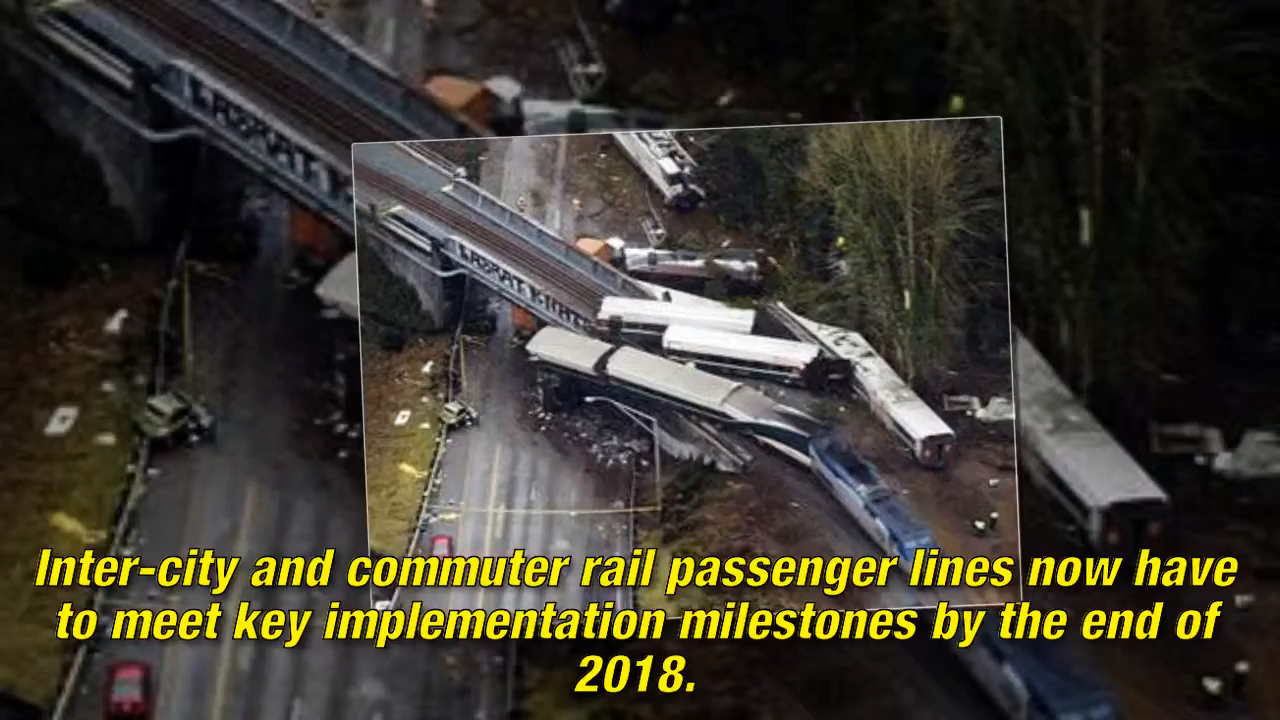 Inter-city and commuter rail passenger lines now have
to meet key implementation milestones by the end of
2018.